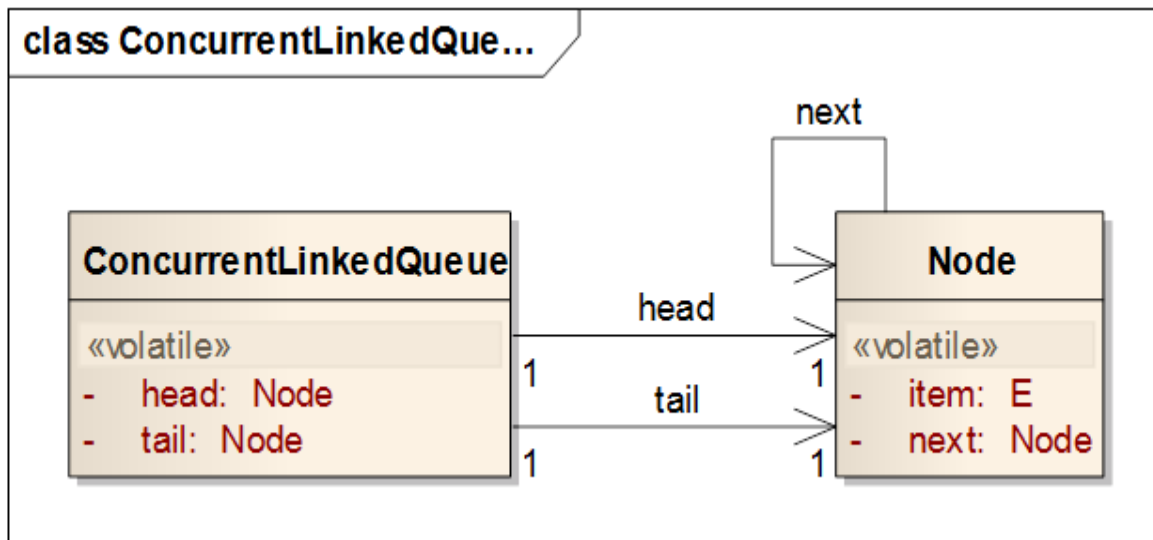 class ConcurrentLinkedQue...
next
ConcurrentLinkedQueue
«volatile»
- head: Node
- tail: Node
head
1 1
tail
1 1
Node
«volatile»
- item: E
- next: Node